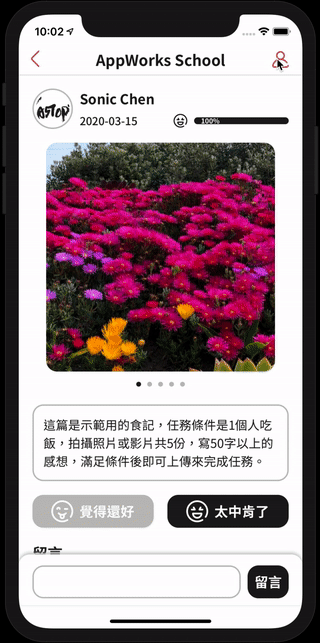 10:02
AppWorks School
ASTOP
Sonic Chen
2020-03-15
100%
這篇是示範用的食記，任務條件是1個人吃
飯，拍攝照片或影片共5份，寫50字以上的
感想，滿足條件後即可上傳來完成任務。
覺得還好
太中肯了
留言
留言